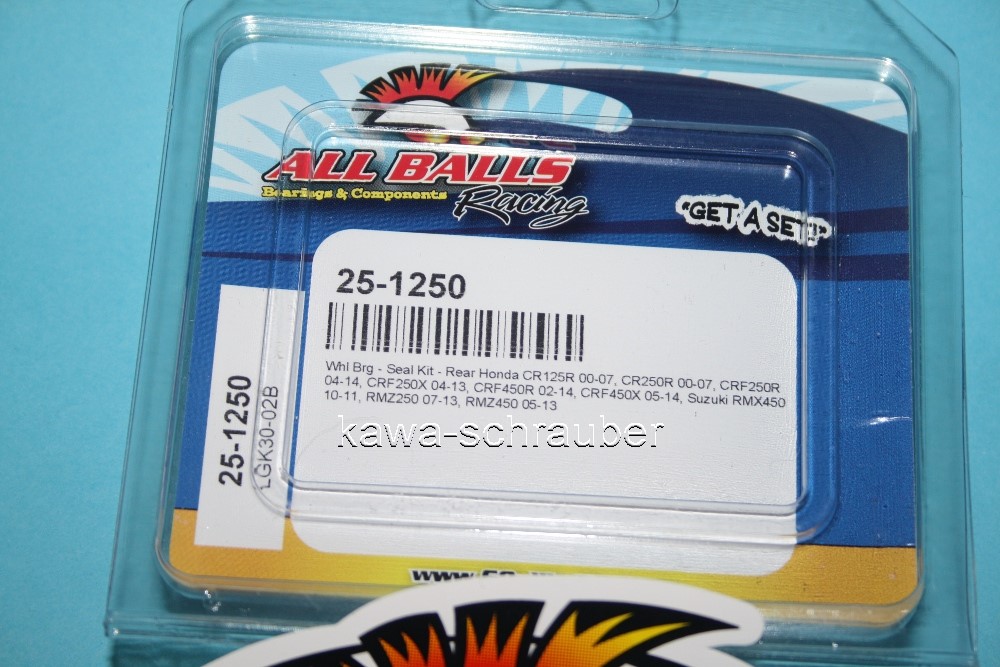 ALL BALLS
Bearings & Components
Racing
"GET A SET!"
25-1250
Whl Brg - Seal Kit - Rear Honda CR125R 00-07, CR250R 00-07, CRF250R
04-14, CRF250X 04-13, CRF450R 02-14, CRF450X 05-14, Suzuki RMX450
10-11, RMZ250 07-13, RMZ450 05-13
kawa-schrauber
25-1250
LGK30-02B